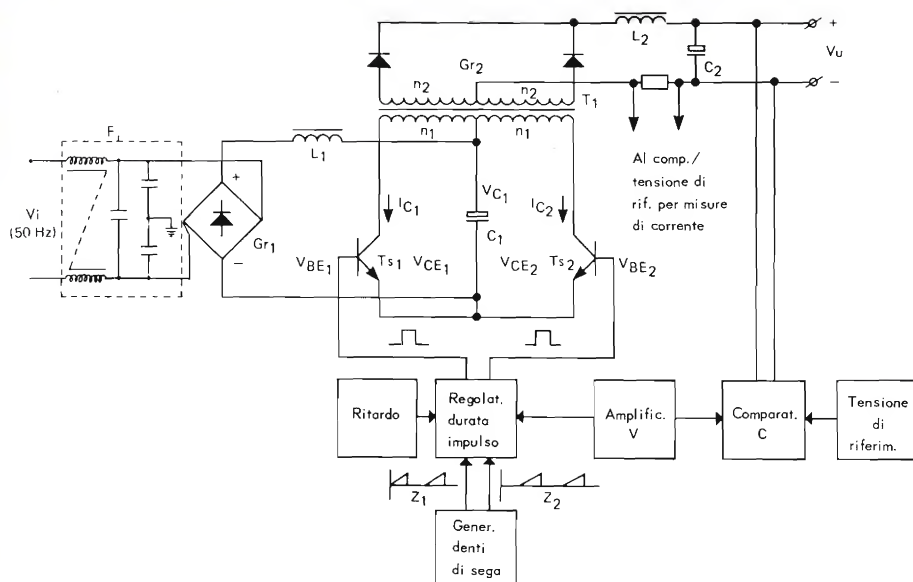 L2
+
Vu
C2
-
Gr2
n2
n2
T1
n1
n1
F1
L1
Al comp./
tensione di
rif. per misure
di corrente
+
Vi
(50 Hz)
Gr1
-
IC1
VC1
C1
IC2
Ts1
VCE1
VBE1
VCE2
Ts2
VBE2
Ritardo
Regolat.
durata
impulso
Amplific.
V
Comparat.
C
Tensione
di
riferim.
Z1
Z2
Gener.
denti
di sega